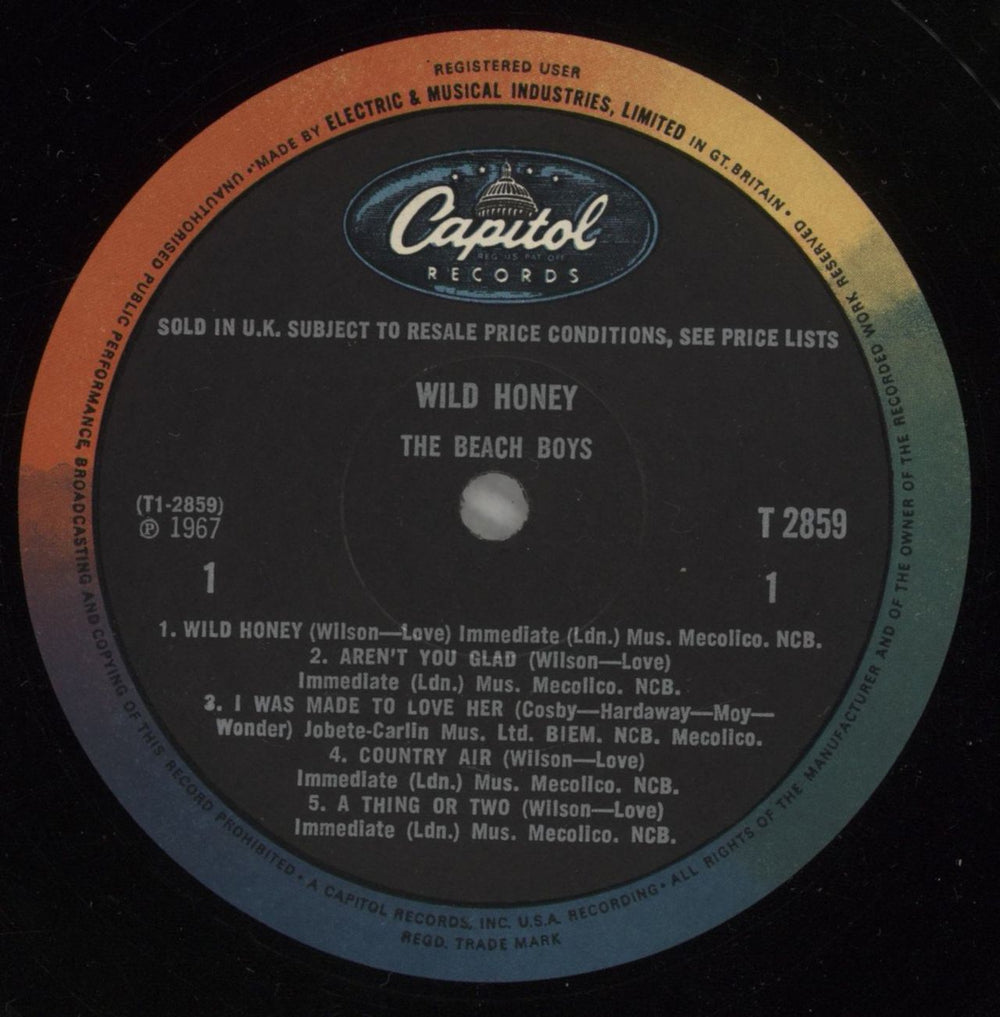 REGISTERED USER
"MADE BY ELECTRIC & MUSICAL INDUSTRIES, LIMITED IN GT. BRITAIN •
ALL RIGHTS OF THE MANUFACTURER AND OF THE OWNER OF THE RECORDED WORK RESERVED
UNAUTHORISED PUBLIC PERFORMANCE, BROADCASTING AND COPYING OF THIS RECORD PROHIBITED •
A CAPITOL RECORDS, INC. U.S.A. RECORDING •
REGD. TRADE MARK
Capitol
REG US PAT OFF
RECORDS
SOLD IN U.K. SUBJECT TO RESALE PRICE CONDITIONS, SEE PRICE LISTS
WILD HONEY
THE BEACH BOYS
(T1-2859)
℗ 1967
T 2859
1
1
1. WILD HONEY (Wilson—Love) Immediate (Ldn.) Mus. Mecolico. NCB.
2. AREN'T YOU GLAD (Wilson—Love)
Immediate (Ldn.) Mus. Mecolico. NCB.
3. I WAS MADE TO LOVE HER (Cosby—Hardaway—Moy—
Wonder) Jobete-Carlin Mus. Ltd. BIEM. NCB. Mecolico.
4. COUNTRY AIR (Wilson—Love)
Immediate (Ldn.) Mus. Mecolico. NCB.
5. A THING OR TWO (Wilson—Love)
Immediate (Ldn.) Mus. Mecolico. NCB.